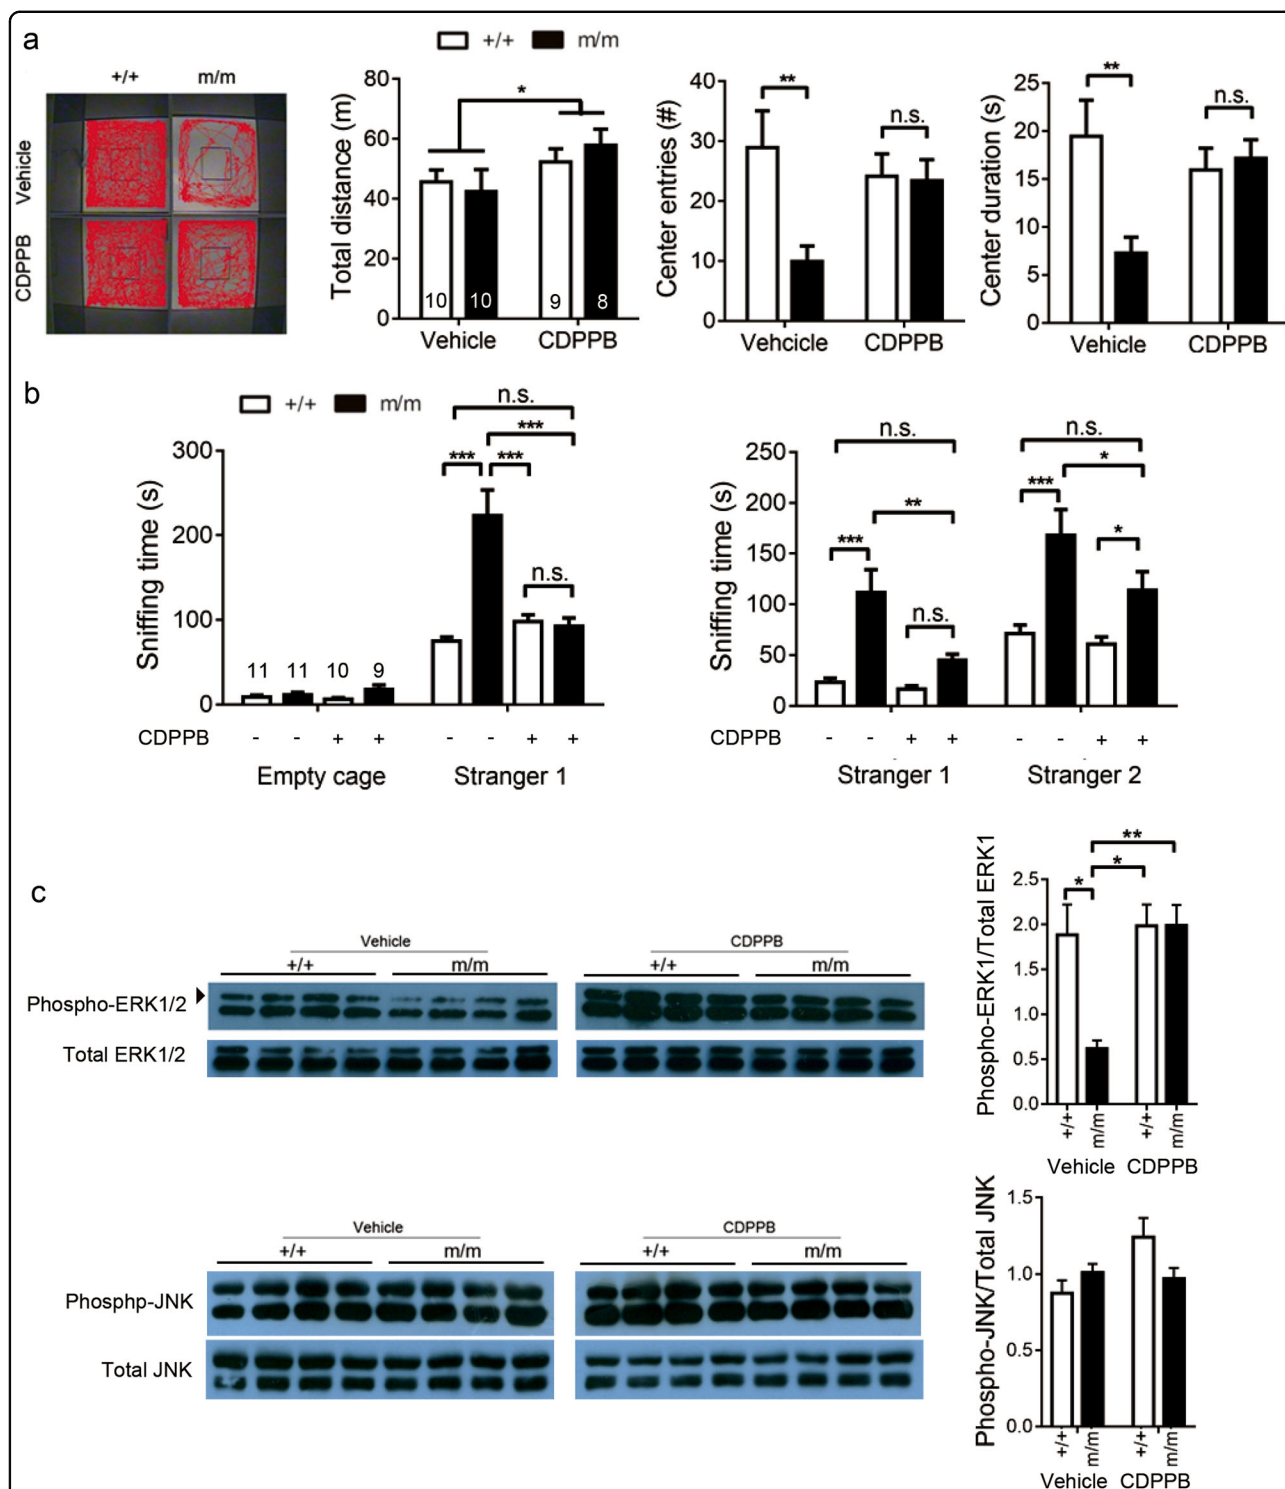 a
+/+ m/m
+/+ m/m
Vehicle
CDPPB
Total distance (m)
80
60
40
20
0
*
10 10 9 8
Vehicle CDPPB
Center entries (#)
40
30
20
10
0
** n.s.
Vehcicle CDPPB
Center duration (s)
25
20
15
10
5
0
** n.s.
Vehicle CDPPB
b
+/+ m/m
Sniffing time (s)
300
200
100
0
n.s.
***
*** ***
n.s.
11 11 10 9
CDPPB - - + + - - + +
Empty cage Stranger 1
Sniffing time (s)
250
200
150
100
50
0
n.s. n.s.
*
*** **
*** *
n.s.
CDPPB - - + + - - + +
Stranger 1 Stranger 2
c
Vehicle CDPPB
+/+ m/m +/+ m/m
Phospho-ERK1/2
Total ERK1/2
Phospho-ERK1/Total ERK1
2.5
2.0
1.5
1.0
0.5
0.0
**
*
*
+/+ m/m +/+ m/m
Vehicle CDPPB
Vehicle CDPPB
+/+ m/m +/+ m/m
Phosphp-JNK
Total JNK
Phospho-JNK/Total JNK
1.5
1.0
0.5
0.0
+/+ m/m +/+ m/m
Vehicle CDPPB